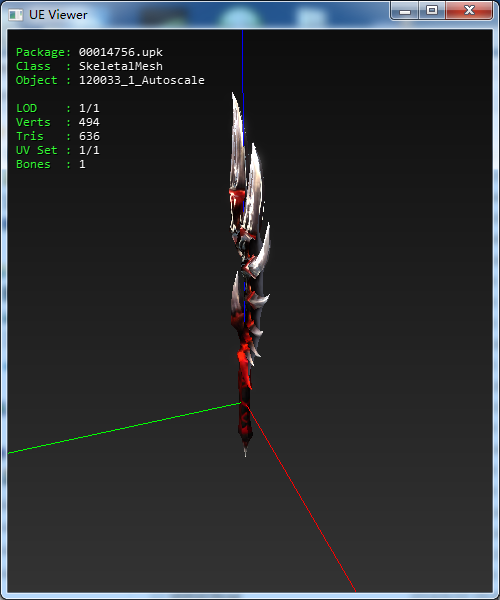 UE Viewer
Package: 00014756.upk
Class : SkeletalMesh
Object : 120033_1_Autoscale
LOD : 1/1
Verts : 494
Tris : 636
UV Set : 1/1
Bones : 1